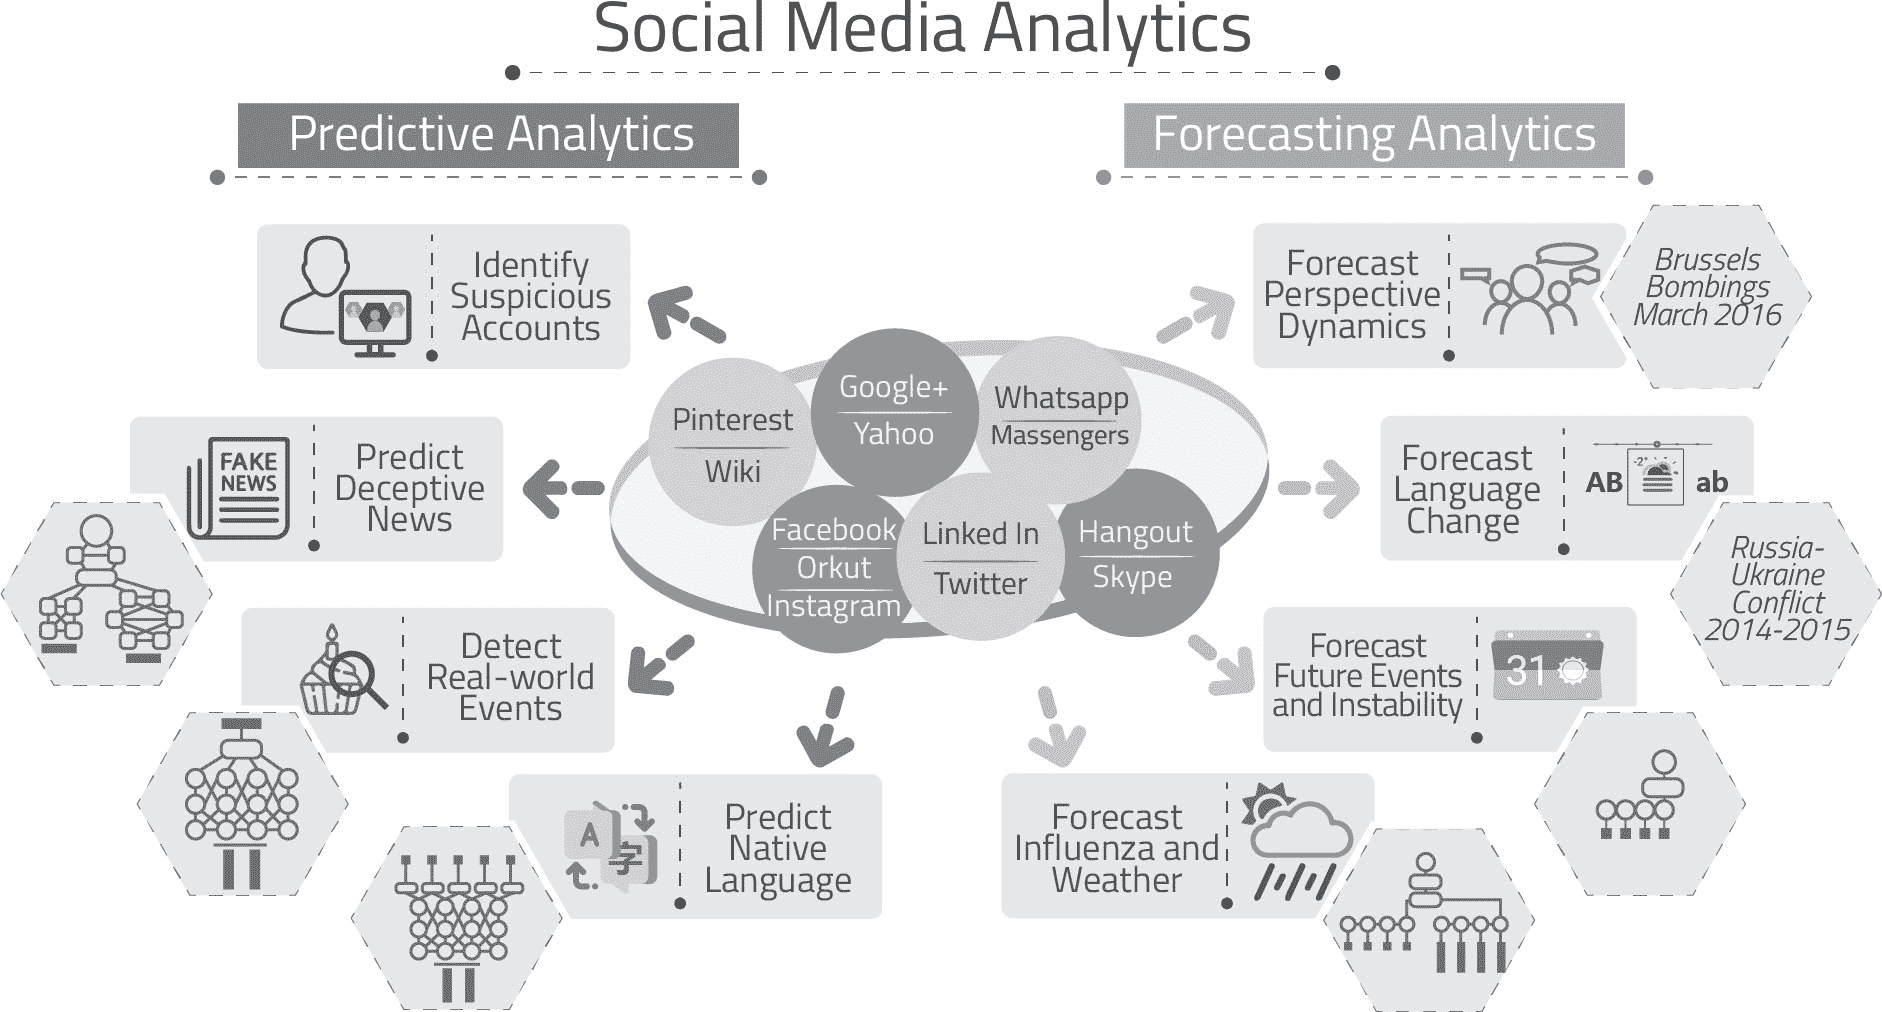 Social Media Analytics
Predictive Analytics
Forecasting Analytics
Identify
Suspicious
Accounts
FAKE
NEWS
Predict
Deceptive
News
Detect
Real-world
Events
A
字
Predict
Native
Language
Pinterest
Wiki
Google+
Yahoo
Whatsapp
Massengers
Facebook
Orkut
Instagram
Linked In
Twitter
Hangout
Skype
Forecast
Perspective
Dynamics
Brussels
Bombings
March 2016
Forecast
Language
Change
AB
-2°
ab
Russia-
Ukraine
Conflict
2014-2015
Forecast
Future Events
and Instability
31
Forecast
Influenza and
Weather